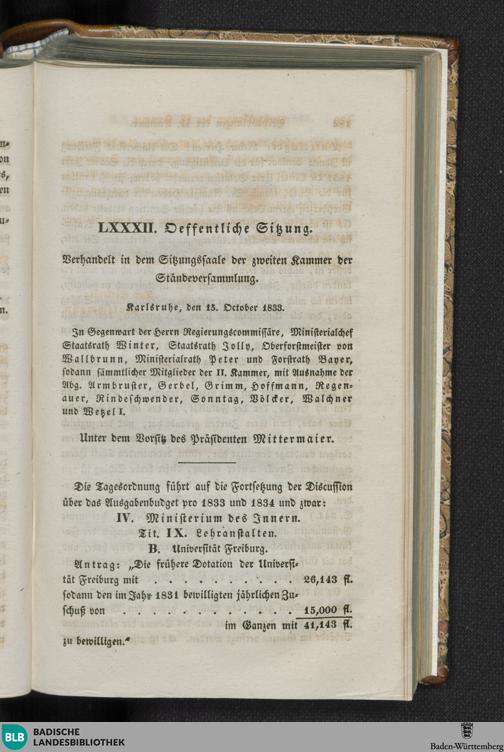 LXXXII. Oeffentliche Sitzung.
Verhandelt in dem Sitzungssaale der zweiten Kammer der
Ständeversammlung.
Karlsruhe, den 15. October 1833.
In Gegenwart der Herrn Regierungscommissäre, Ministerialchef
Staatsrath Winter, Staatsrath Jolly, Oberforstmeister von
Wallbrunn, Ministerialrath Peter und Forstrath Bayer,
sodann sämmtlicher Mitglieder der II. Kammer, mit Ausnahme der
Abg. Armbruster, Gerbel, Grimm, Hoffmann, Regen-
auer, Rindeschwender, Sonntag, Völcker, Walchner
und Wetzel I.
Unter dem Vorsitz des Präsidenten Mittermaier.
Die Tagesordnung führt auf die Fortsetzung der Discussion
über das Ausgabenbudget pro 1833 und 1834 und zwar:
IV. Ministerium des Innern.
Tit. IX. Lehranstalten.
B. Universität Freiburg.
Antrag: „Die frühere Dotation der Universi-
tät Freiburg mit . . . . . . . . . 26,143 fl.
sodann den im Jahr 1831 bewilligten jährlichen Zu-
schuß von . . . . . . . . . . . 15,000 fl.
im Ganzen mit 41,143 fl.
zu bewilligen."
BLB BADISCHE
LANDESBIBLIOTHEK
Baden-Württemberg